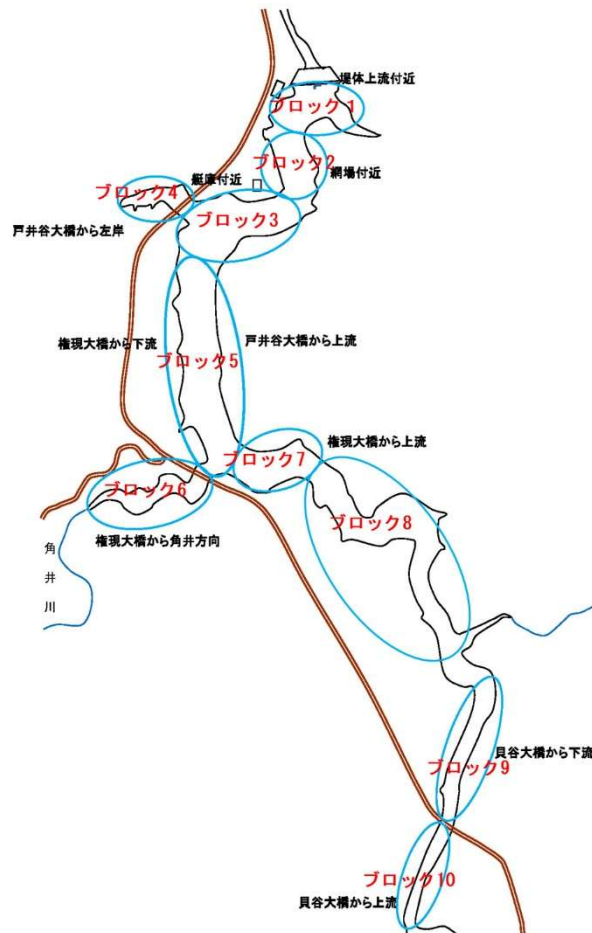 堤体上流付近
ブロック1
ブロック2
網場付近
艇庫付近
ブロック4
ブロック3
戸井谷大橋から左岸
権現大橋から下流
戸井谷大橋から上流
ブロック5
権現大橋から上流
ブロック7
ブロック6
ブロック8
権現大橋から角井方向
角井川
貝谷大橋から下流
ブロック9
ブロック10
貝谷大橋から上流